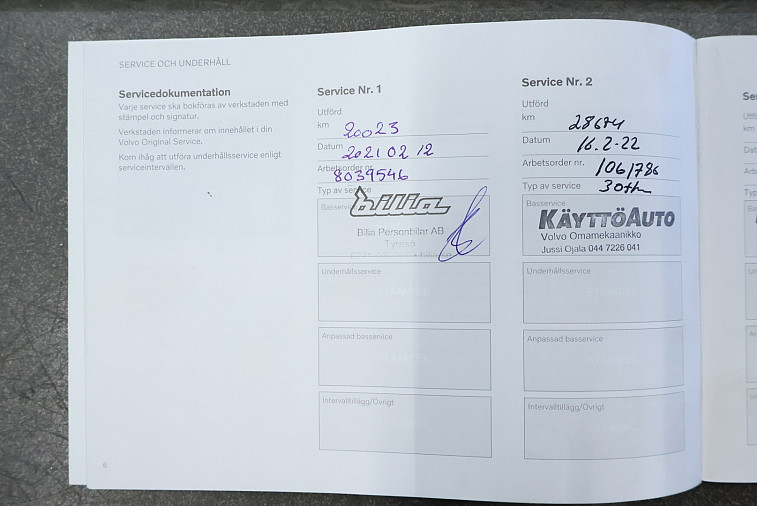 SERVICE OCH UNDERHÅLL
Servicedokumentation
Varje service ska bokföras av verkstaden med
stämpel och signatur.
Verkstaden informerar om innehållet i din
Volvo Original Service.
Kom ihåg att utföra underhållsservice enligt
serviceintervallen.
6
Service Nr. 1
Utförd
km 20023
Datum 2021 02 12
Arbetsorder nr.
8039546
Typ av service
Basservice
bilia
Bilia Personbilar AB
Tyresö
Underhållsservice
Anpassad basservice
Intervalltillägg/Övrigt
Service Nr. 2
Utförd
km 28674
Datum 16.2-22
Arbetsorder nr. 1061786
Typ av service
Basservice
KÄYTTÖAUTO
Volvo Omamekaanikko
Jussi Ojala 044 7226 041
Underhållsservice
Anpassad basservice
Intervalltillägg/Övrigt